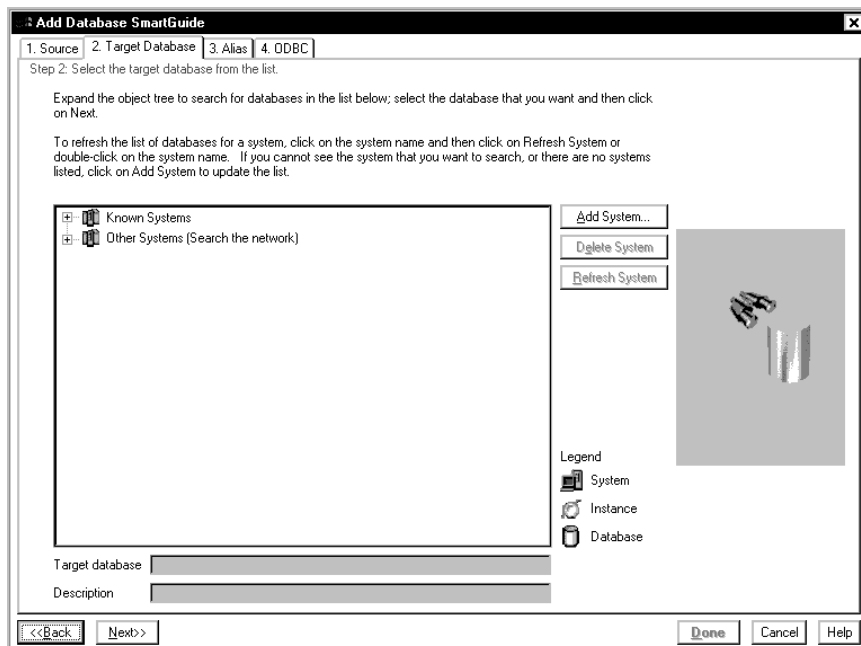 Add Database SmartGuide
1. Source 2. Target Database 3. Alias 4. ODBC
Step 2: Select the target database from the list.
Expand the object tree to search for databases in the list below; select the database that you want and then click
on Next.
To refresh the list of databases for a system, click on the system name and then click on Refresh System or
double-click on the system name. If you cannot see the system that you want to search, or there are no systems
listed, click on Add System to update the list.
Known Systems
Other Systems (Search the network)
Add System...
Delete System
Refresh System
Legend
System
Instance
Database
Target database
Description
<<Back Next>> Done Cancel Help